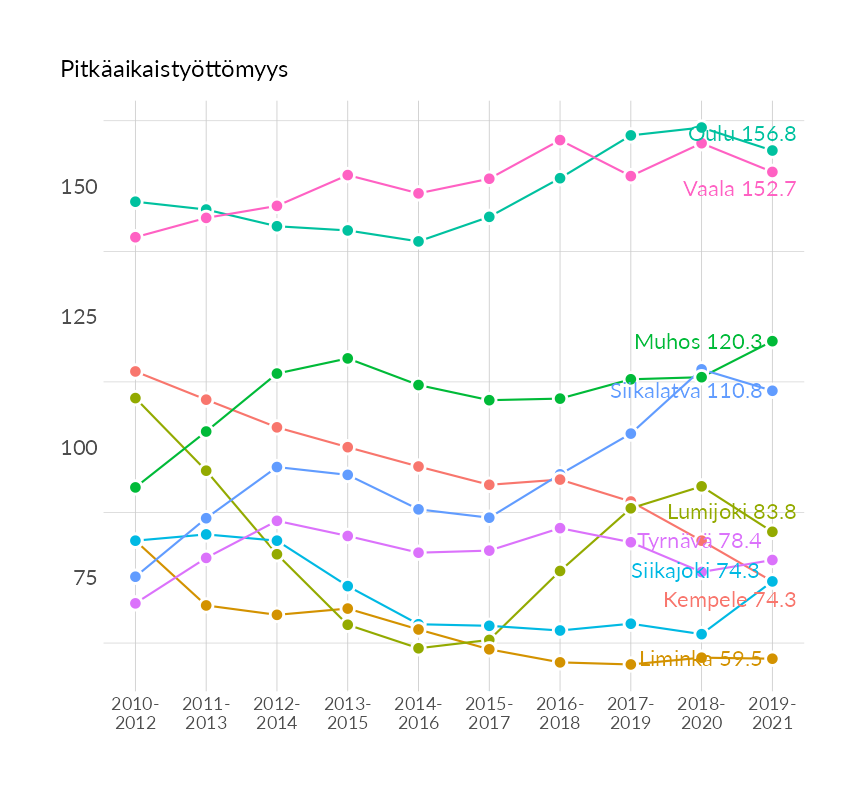 Pitkäaikaistyöttömyys
Oulu 156.8
150
Vaala 152.7
125
Muhos 120.3
Siikalatva 110.8
100
Lumijoki 83.8
Tyrnävä 78.4
75
Siikajoki 74.3
Kempele 74.3
Liminka 59.5
2010- 2011- 2012- 2013- 2014- 2015- 2016- 2017- 2018- 2019-
2012 2013 2014 2015 2016 2017 2018 2019 2020 2021